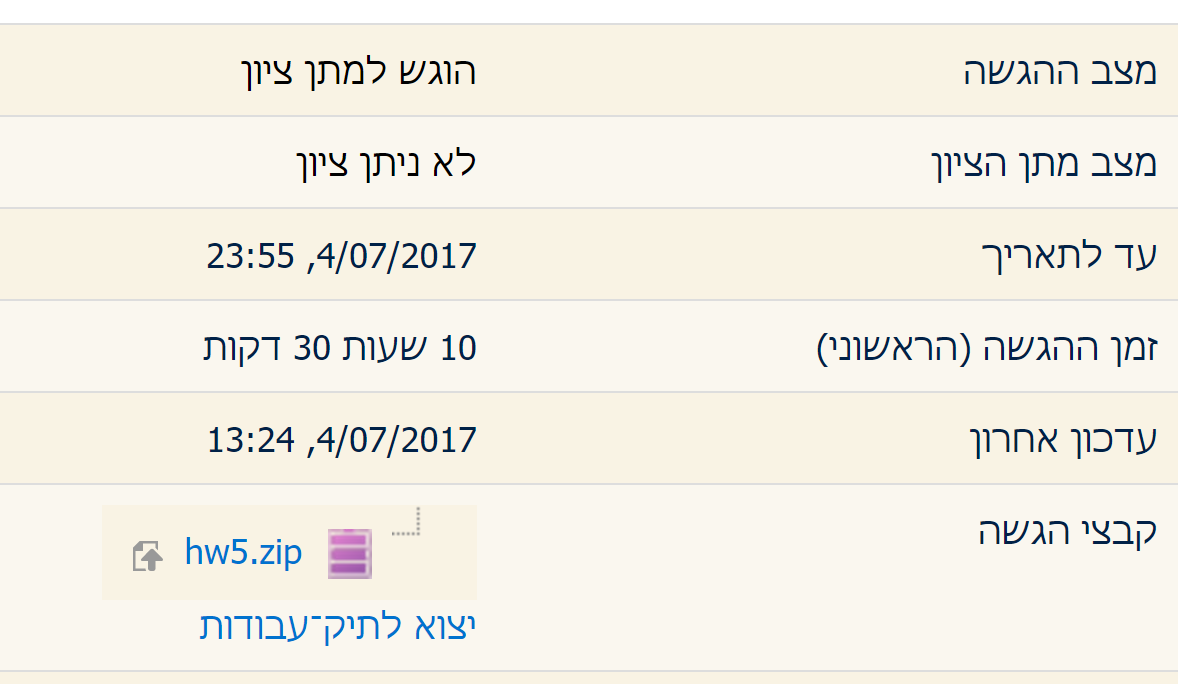 מצב ההגשה הוגש למתן ציון
מצב מתן הציון לא ניתן ציון
עד לתאריך 4/07/2017, 23:55
זמן ההגשה (הראשוני) 10 שעות 30 דקות
עדכון אחרון 4/07/2017, 13:24
קבצי הגשה hw5.zip
יצוא לתיק־עבודות